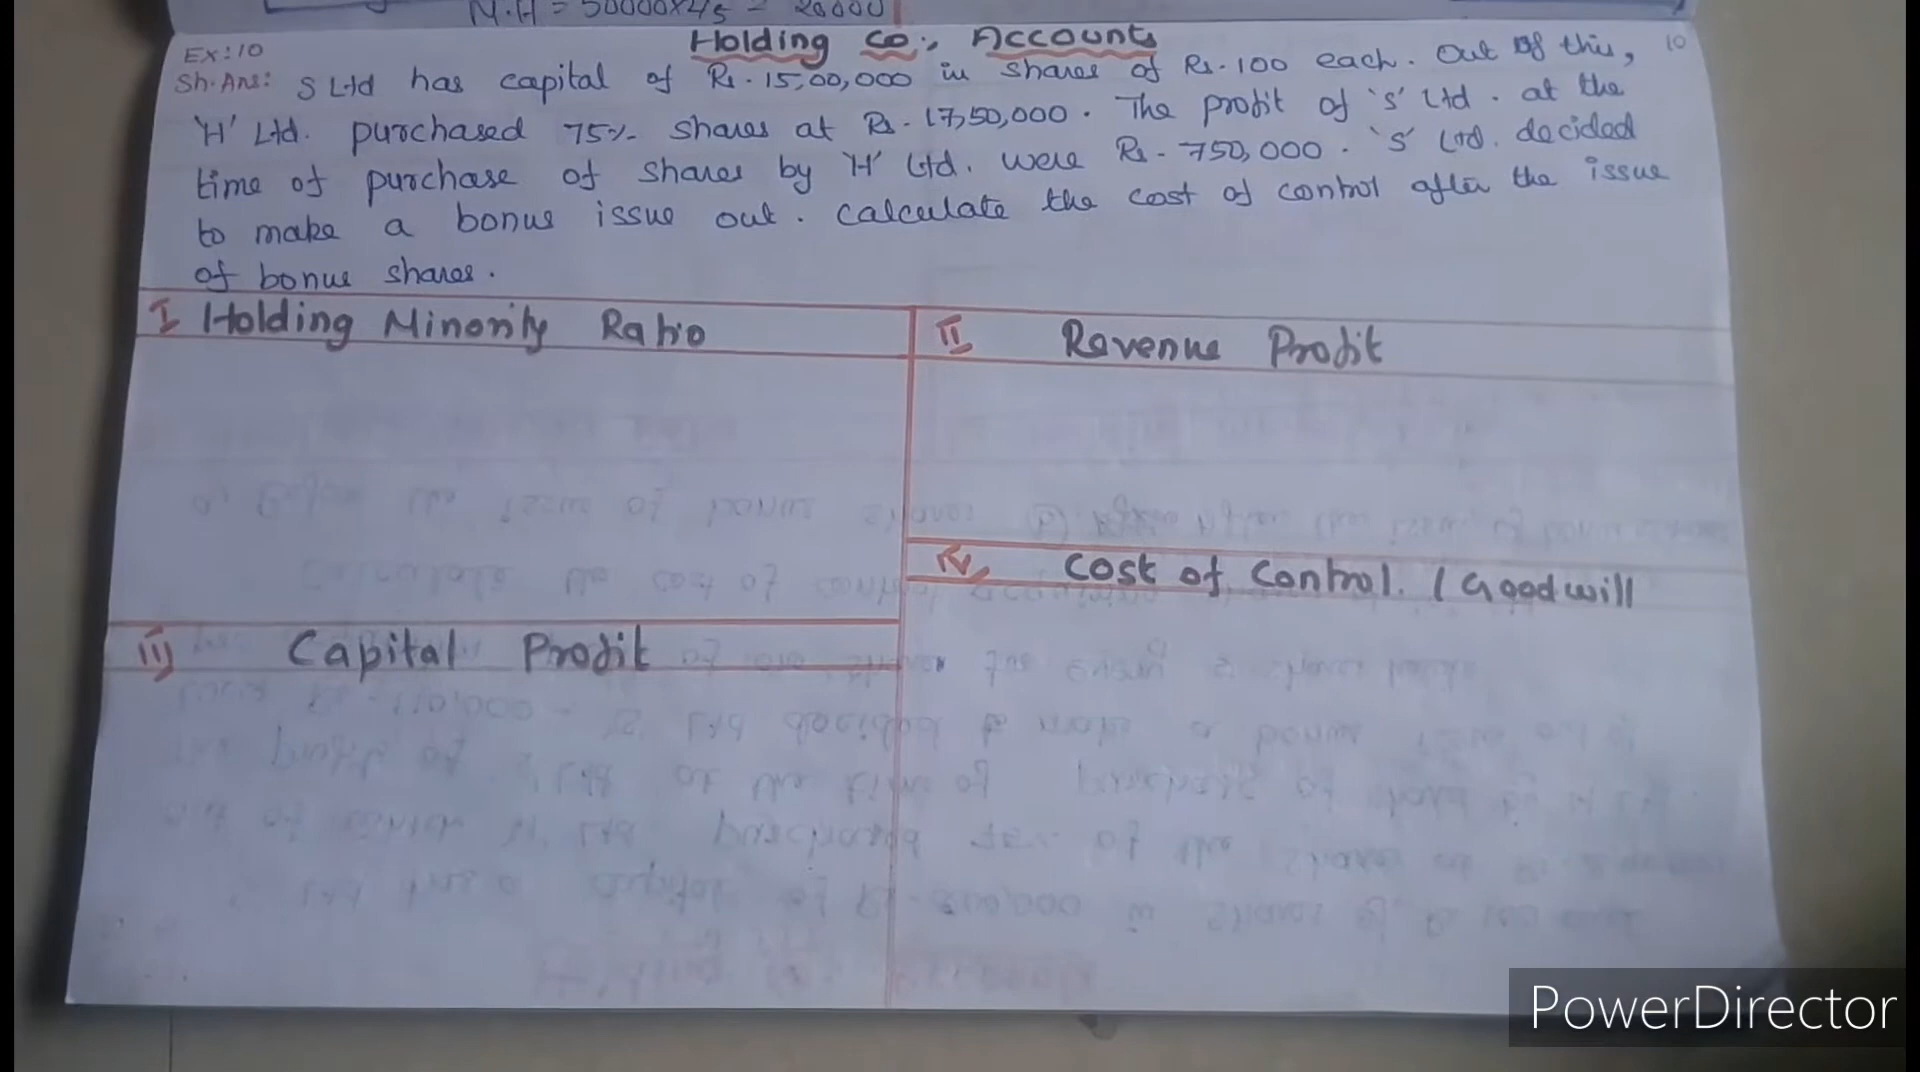 M.H = 50000x2/5 = 20000
Ex:10
Holding Co., Accounts
10
Sh.Ans: S Ltd has capital of Rs. 15,00,000 in shares of Rs. 100 each. Out of this,
'H' Ltd. purchased 75% shares at Rs. 17,50,000. The profit of 'S' Ltd. at the
time of purchase of shares by 'H' Ltd. were Rs. 750,000. 'S' Ltd. decided
to make a bonus issue out. calculate the cost of control after the issue
of bonus shares.
I Holding Minority Ratio
II Revenue Profit
III Capital Profit
IV Cost of Control. / Goodwill
PowerDirector